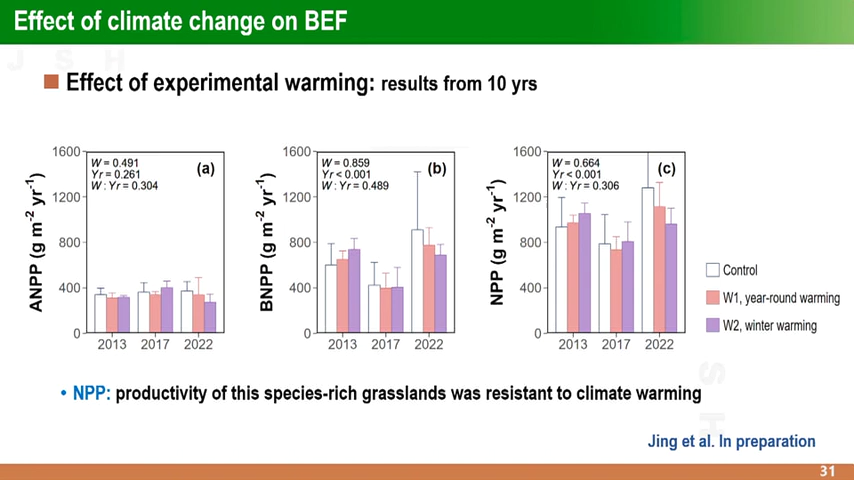 Effect of climate change on BEF
J S H
Effect of experimental warming: results from 10 yrs
ANPP (g m-2 yr-1)
1600
1200
800
400
0
W = 0.491
Yr = 0.261
W : Yr = 0.304
(a)
2013 2017 2022
BNPP (g m-2 yr-1)
1600
1200
800
400
0
W = 0.859
Yr < 0.001
W : Yr = 0.489
(b)
2013 2017 2022
NPP (g m-2 yr-1)
1600
1200
800
400
0
W = 0.664
Yr < 0.001
W : Yr = 0.306
(c)
2013 2017 2022
Control
W1, year-round warming
W2, winter warming
• NPP: productivity of this species-rich grasslands was resistant to climate warming
S H
Jing et al. In preparation
31